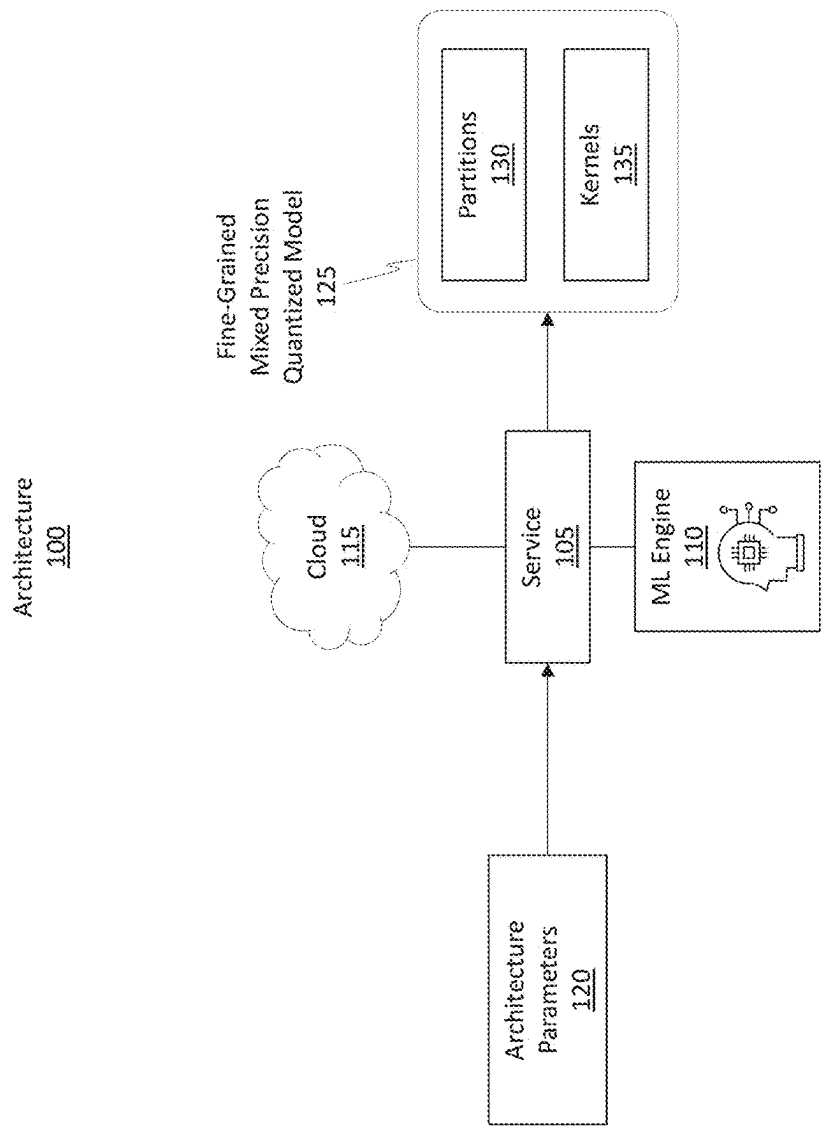 Architecture
100
Cloud
115
Fine-Grained
Mixed Precision
Quantized Model
125
Architecture
Parameters
120
Service
105
ML Engine
110
Partitions
130
Kernels
135